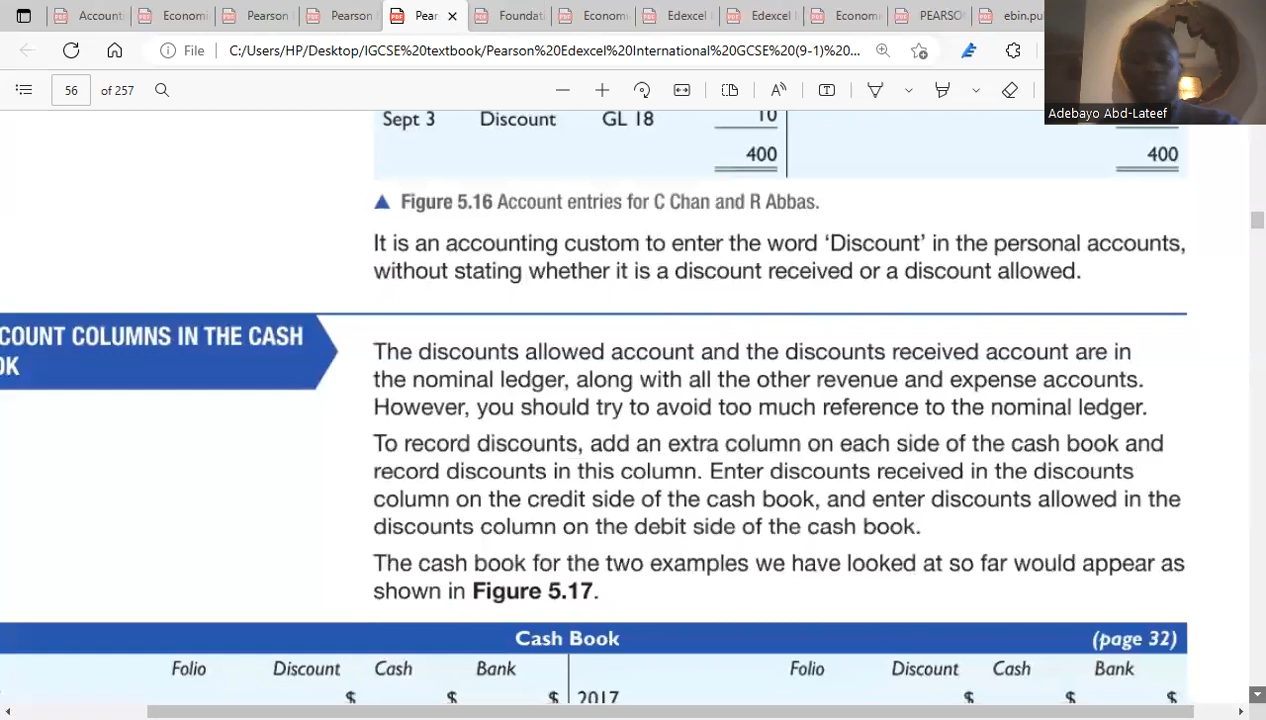 Account
Economi
Pearson
Pearson
Pear
Foundat
Econom
Edexcel
Edexcel
Econom
PEARSO
ebin.pu
File
C:/Users/HP/Desktop/IGCSE%20textbook/Pearson%20Edexcel%20International%20GCSE%20(9-1)%20...
56 of 257
Adebayo Abd-Lateef
Sept 3 Discount GL 18 10
400 400
▲ Figure 5.16 Account entries for C Chan and R Abbas.
It is an accounting custom to enter the word ‘Discount’ in the personal accounts,
without stating whether it is a discount received or a discount allowed.
COUNT COLUMNS IN THE CASH
OK
The discounts allowed account and the discounts received account are in
the nominal ledger, along with all the other revenue and expense accounts.
However, you should try to avoid too much reference to the nominal ledger.
To record discounts, add an extra column on each side of the cash book and
record discounts in this column. Enter discounts received in the discounts
column on the credit side of the cash book, and enter discounts allowed in the
discounts column on the debit side of the cash book.
The cash book for the two examples we have looked at so far would appear as
shown in Figure 5.17.
Cash Book (page 32)
Folio Discount Cash Bank Folio Discount Cash Bank
$ $ $ 2017 $ $ $